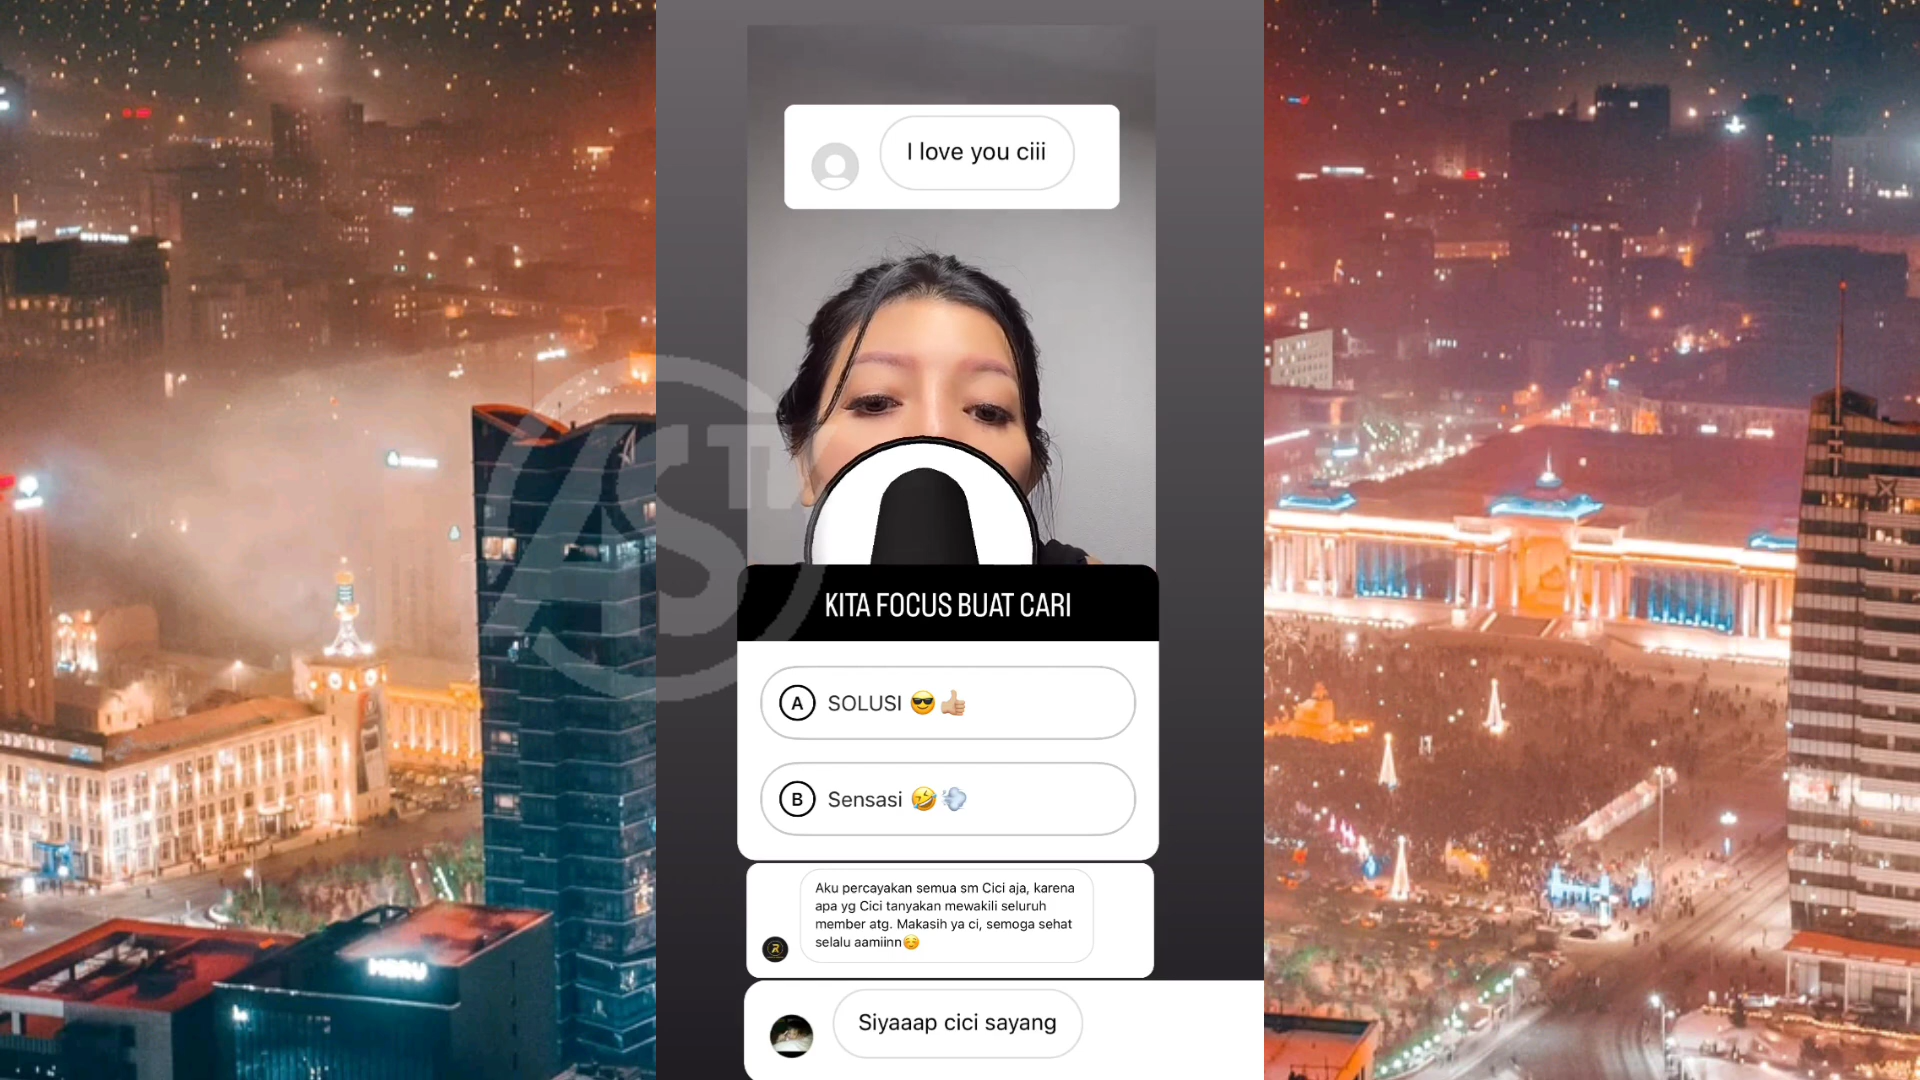 I love you ciii
KITA FOCUS BUAT CARI
A SOLUSI 😎👍🏼
B Sensasi 🤣💨
Aku percayakan semua sm Cici aja, karena
apa yg Cici tanyakan mewakili seluruh
member atg. Makasih ya ci, semoga sehat
selalu aamiinn☺️
Siyaaap cici sayang